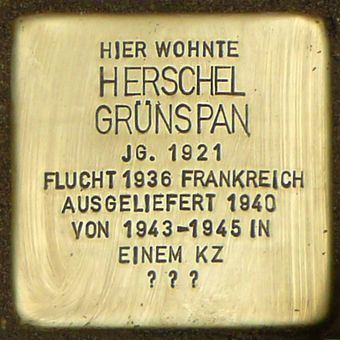 HIER WOHNTE
HERSCHEL
GRÜNSPAN
JG. 1921
FLUCHT 1936 FRANKREICH
AUSGELIEFERT 1940
VON 1943-1945 IN
EINEM KZ
? ? ?